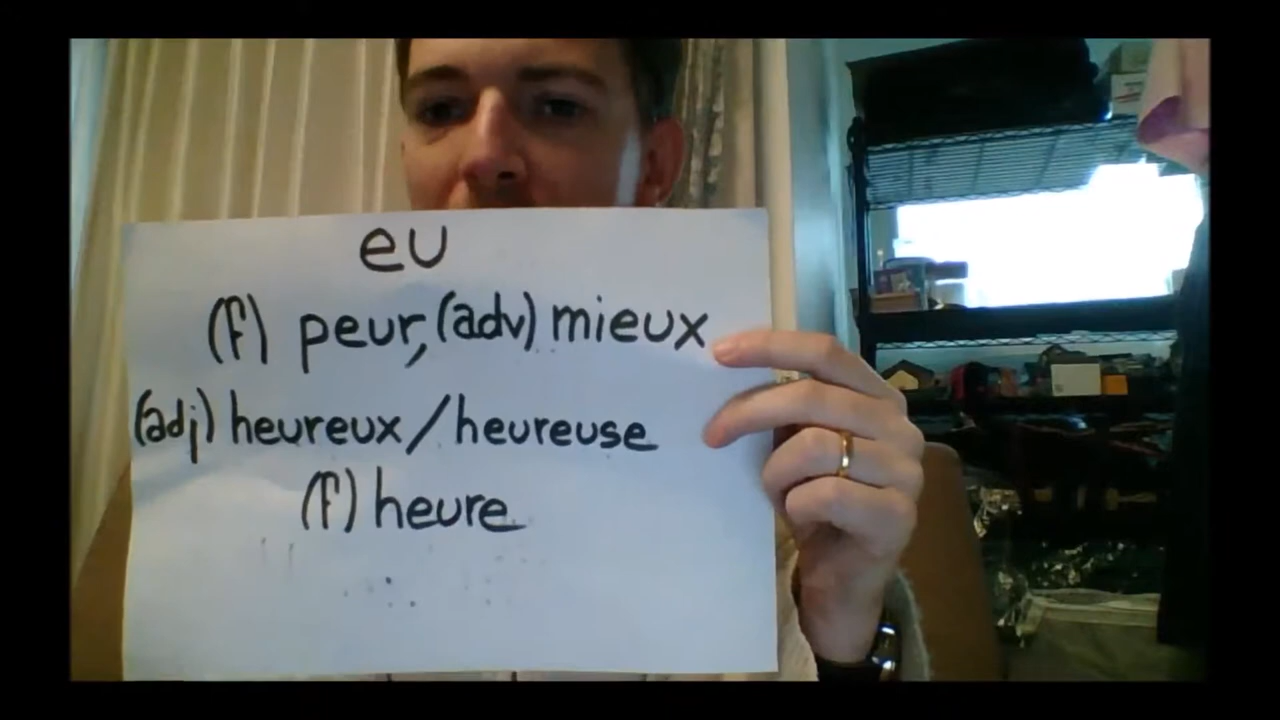 eu
(f) peur, (adv) mieux
(adj) heureux/heureuse
(f) heure